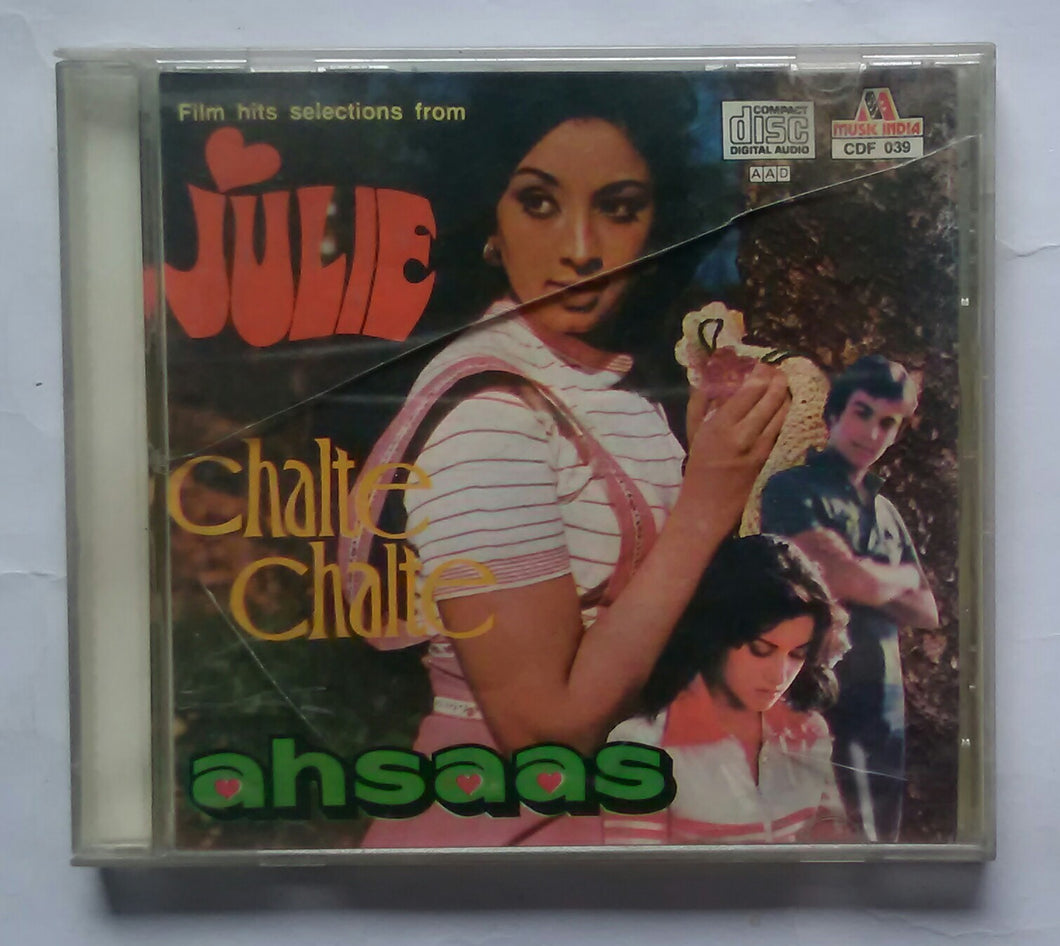 Film hits selections from
JULIE
COMPACT
disc
DIGITAL AUDIO
AAD
MUSIC INDIA
CDF 039
chalte
chalte
ahsaas